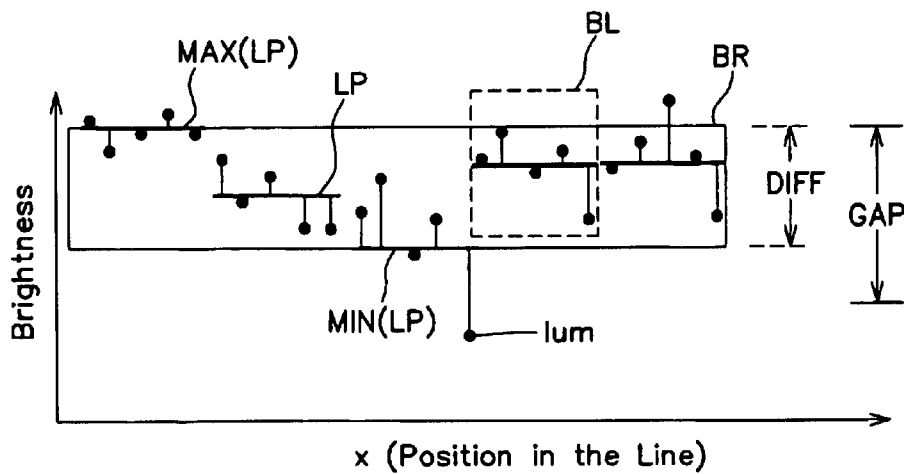 BL
MAX(LP)
BR
LP
DIFF
GAP
Brightness
MIN(LP)
lum
x (Position in the Line)